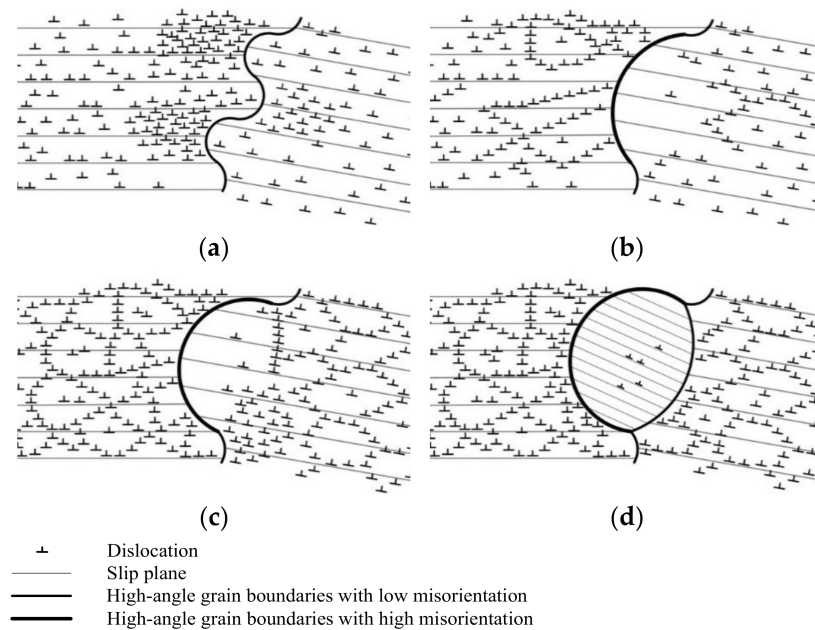 (a)
(b)
(c)
(d)
Dislocation
Slip plane
High-angle grain boundaries with low misorientation
High-angle grain boundaries with high misorientation